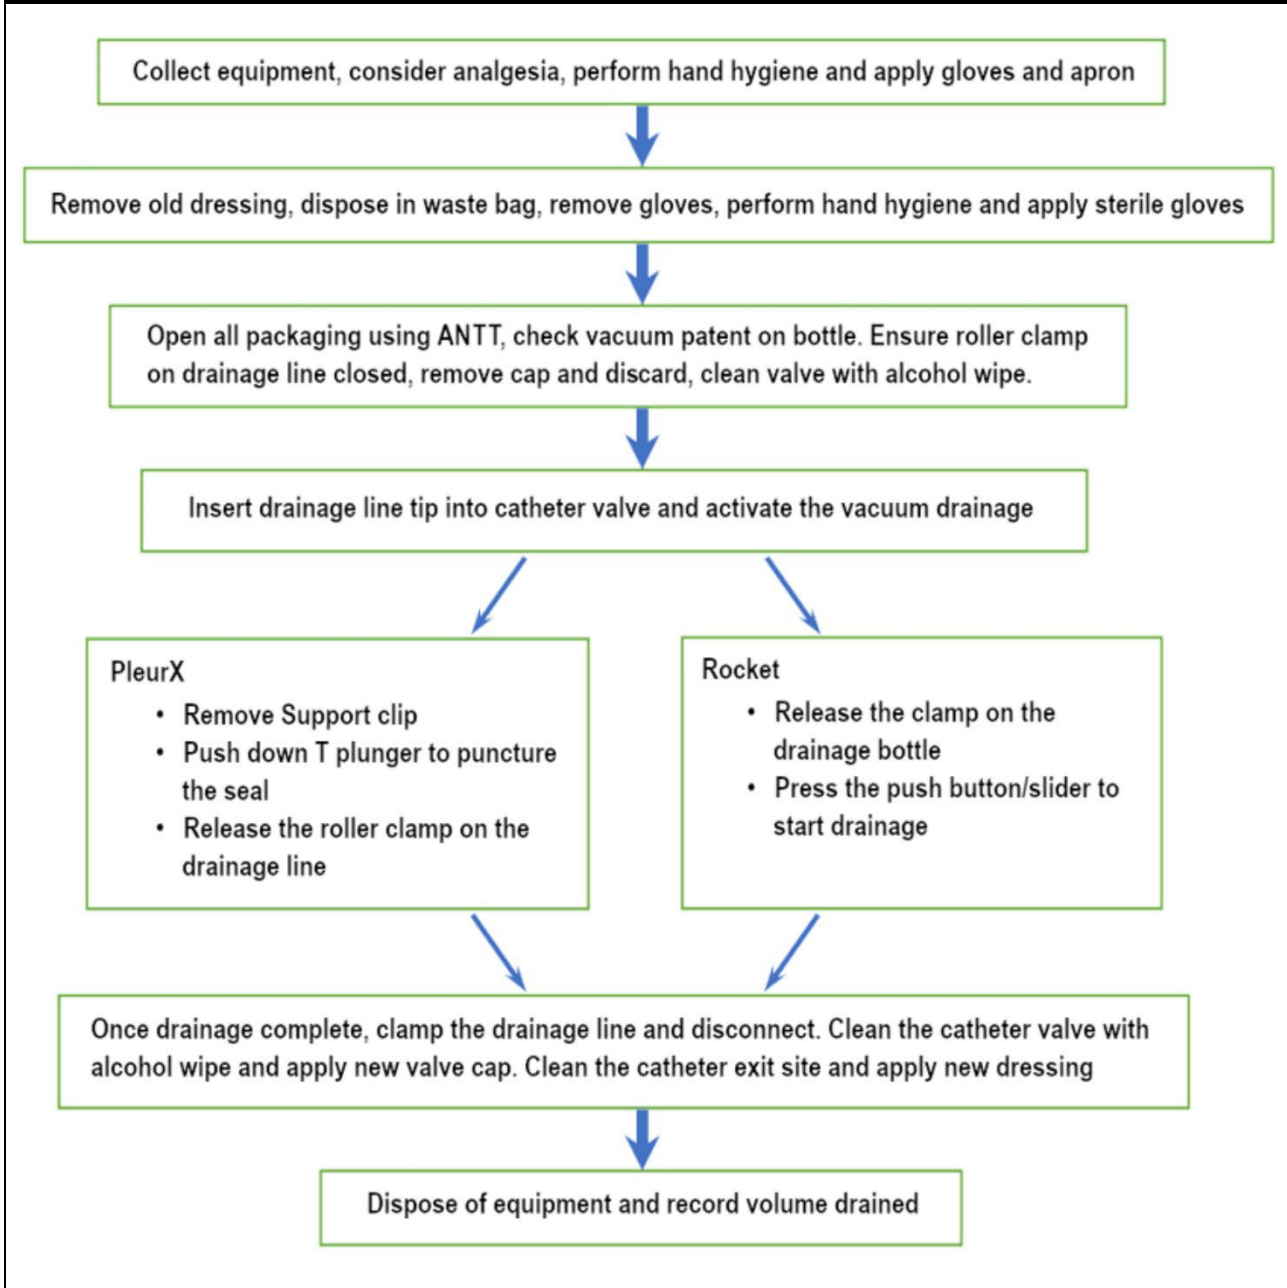 Collect equipment, consider analgesia, perform hand hygiene and apply gloves and apron
Remove old dressing, dispose in waste bag, remove gloves, perform hand hygiene and apply sterile gloves
Open all packaging using ANTT, check vacuum patent on bottle. Ensure roller clamp
on drainage line closed, remove cap and discard, clean valve with alcohol wipe.
Insert drainage line tip into catheter valve and activate the vacuum drainage
PleurX
• Remove Support clip
• Push down T plunger to puncture
the seal
• Release the roller clamp on the
drainage line
Rocket
• Release the clamp on the
drainage bottle
• Press the push button/slider to
start drainage
Once drainage complete, clamp the drainage line and disconnect. Clean the catheter valve with
alcohol wipe and apply new valve cap. Clean the catheter exit site and apply new dressing
Dispose of equipment and record volume drained